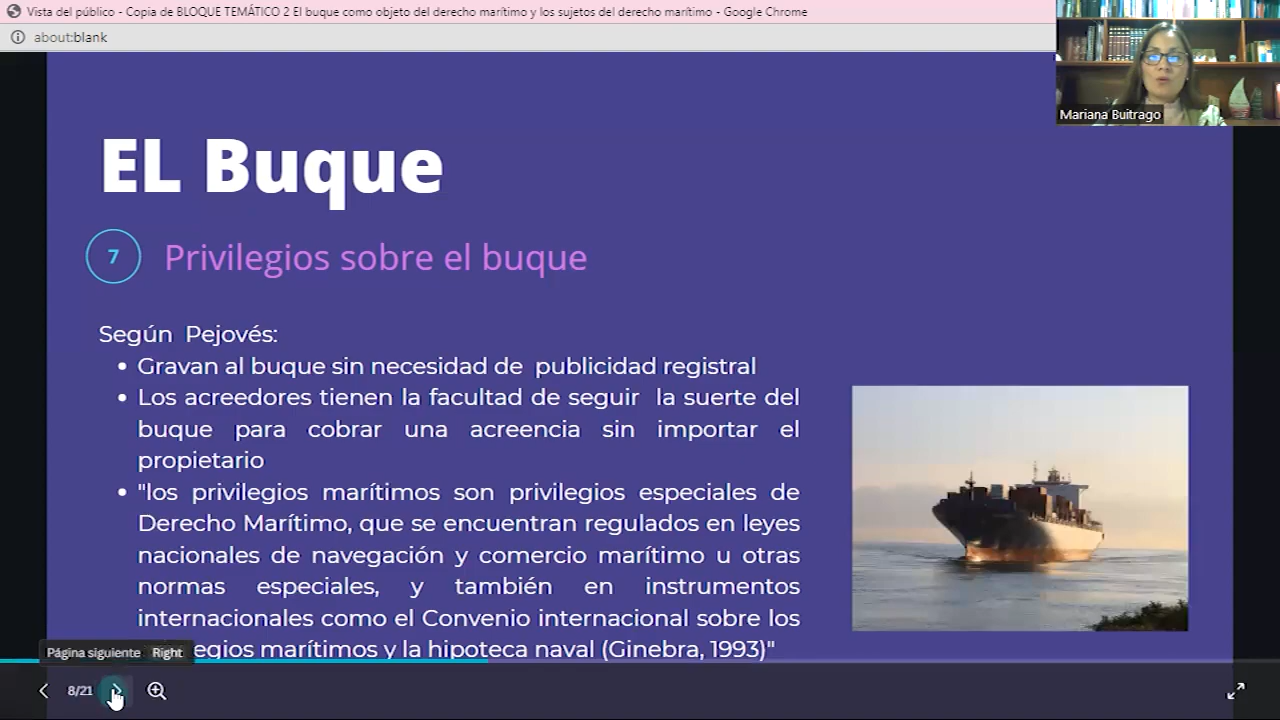 Vista del público - Copia de BLOQUE TEMÁTICO 2 El buque como objeto del derecho marítimo y los sujetos del derecho marítimo - Google Chrome
about:blank
Mariana Buitrago
EL Buque
7 Privilegios sobre el buque
Según Pejovés:
• Gravan al buque sin necesidad de publicidad registral
• Los acreedores tienen la facultad de seguir la suerte del
buque para cobrar una acreencia sin importar el
propietario
• "los privilegios marítimos son privilegios especiales de
Derecho Marítimo, que se encuentran regulados en leyes
nacionales de navegación y comercio marítimo u otras
normas especiales, y también en instrumentos
internacionales como el Convenio internacional sobre los
egios marítimos y la hipoteca naval (Ginebra, 1993)"
Página siguiente Right
8/21